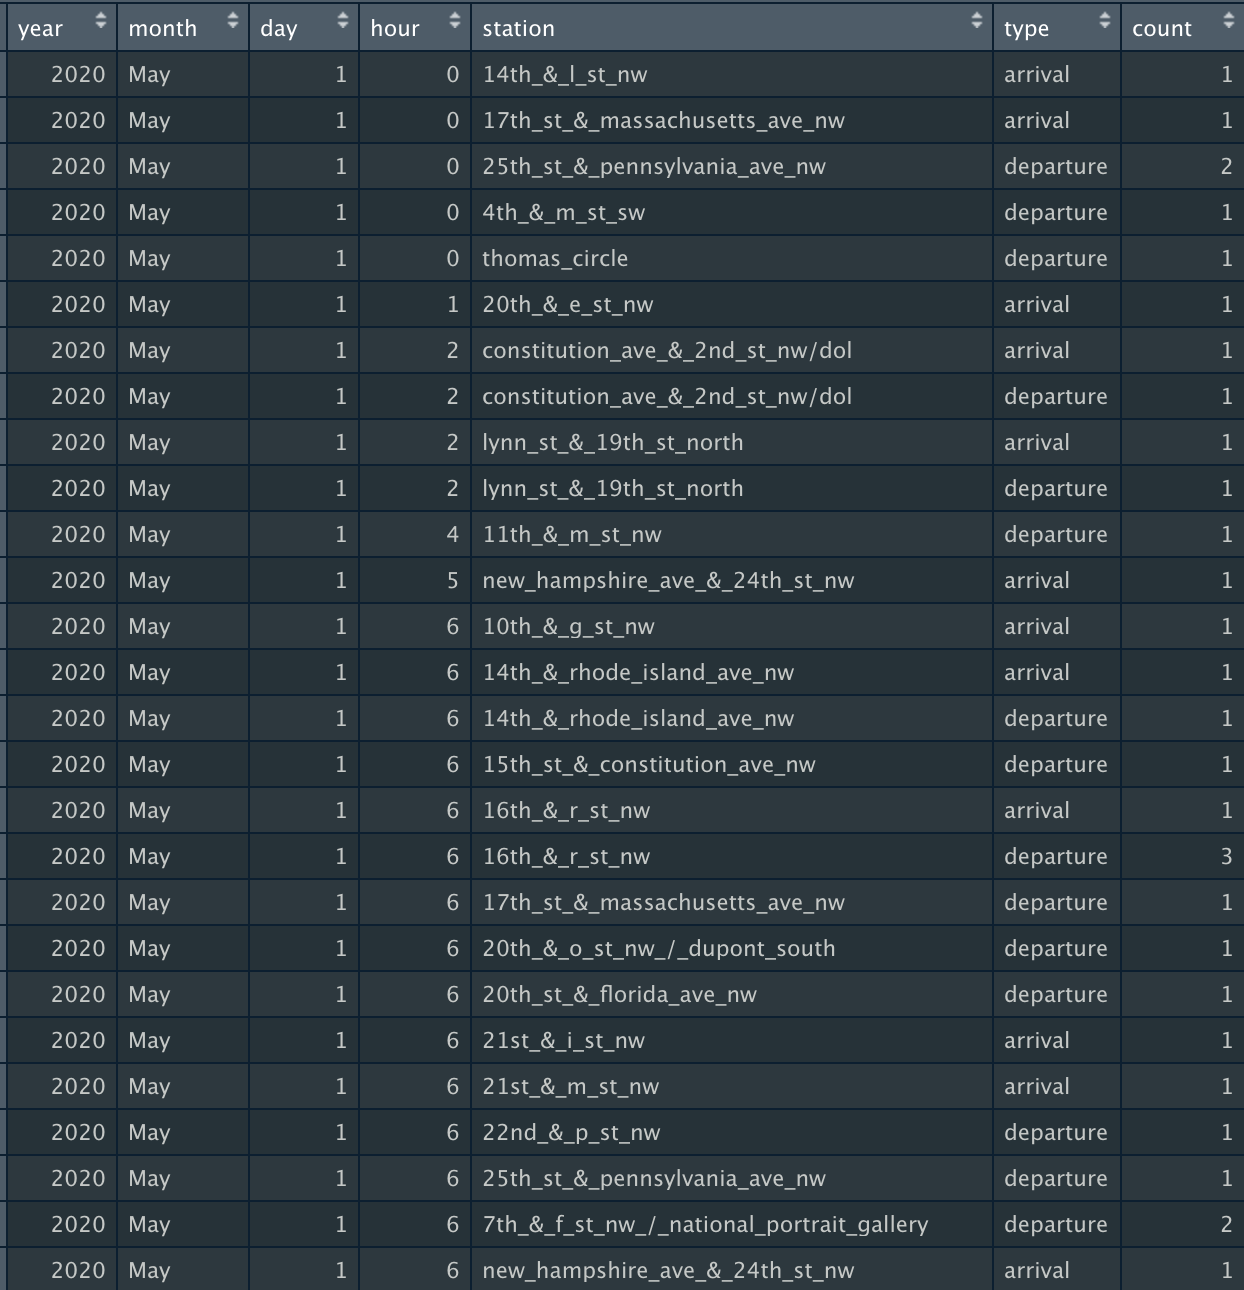 year month day hour station type count
2020 May 1 0 14th_&_l_st_nw arrival 1
2020 May 1 0 17th_st_&_massachusetts_ave_nw arrival 1
2020 May 1 0 25th_st_&_pennsylvania_ave_nw departure 2
2020 May 1 0 4th_&_m_st_sw departure 1
2020 May 1 0 thomas_circle departure 1
2020 May 1 1 20th_&_e_st_nw arrival 1
2020 May 1 2 constitution_ave_&_2nd_st_nw/dol arrival 1
2020 May 1 2 constitution_ave_&_2nd_st_nw/dol departure 1
2020 May 1 2 lynn_st_&_19th_st_north arrival 1
2020 May 1 2 lynn_st_&_19th_st_north departure 1
2020 May 1 4 11th_&_m_st_nw departure 1
2020 May 1 5 new_hampshire_ave_&_24th_st_nw arrival 1
2020 May 1 6 10th_&_g_st_nw arrival 1
2020 May 1 6 14th_&_rhode_island_ave_nw arrival 1
2020 May 1 6 14th_&_rhode_island_ave_nw departure 1
2020 May 1 6 15th_st_&_constitution_ave_nw departure 1
2020 May 1 6 16th_&_r_st_nw arrival 1
2020 May 1 6 16th_&_r_st_nw departure 3
2020 May 1 6 17th_st_&_massachusetts_ave_nw departure 1
2020 May 1 6 20th_&_o_st_nw_/_dupont_south departure 1
2020 May 1 6 20th_st_&_florida_ave_nw departure 1
2020 May 1 6 21st_&_i_st_nw arrival 1
2020 May 1 6 21st_&_m_st_nw arrival 1
2020 May 1 6 22nd_&_p_st_nw departure 1
2020 May 1 6 25th_st_&_pennsylvania_ave_nw departure 1
2020 May 1 6 7th_&_f_st_nw_/_national_portrait_gallery departure 2
2020 May 1 6 new_hampshire_ave_&_24th_st_nw arrival 1